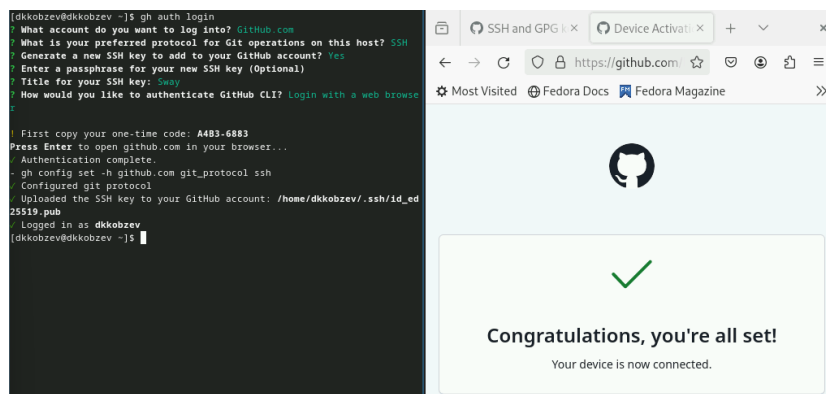 [dkkobzev@dkkobzev ~]$ gh auth login
? What account do you want to log into? GitHub.com
? What is your preferred protocol for Git operations on this host? SSH
? Generate a new SSH key to add to your GitHub account? Yes
? Enter a passphrase for your new SSH key (Optional)
? Title for your SSH key: Sway
? How would you like to authenticate GitHub CLI? Login with a web browse
r
! First copy your one-time code: A4B3-6883
Press Enter to open github.com in your browser...
✓ Authentication complete.
- gh config set -h github.com git_protocol ssh
✓ Configured git protocol
✓ Uploaded the SSH key to your GitHub account: /home/dkkobzev/.ssh/id_ed
25519.pub
✓ Logged in as dkkobzev
[dkkobzev@dkkobzev ~]$
SSH and GPG k
Device Activati
https://github.com/
Most Visited
Fedora Docs
Fedora Magazine
Congratulations, you're all set!
Your device is now connected.